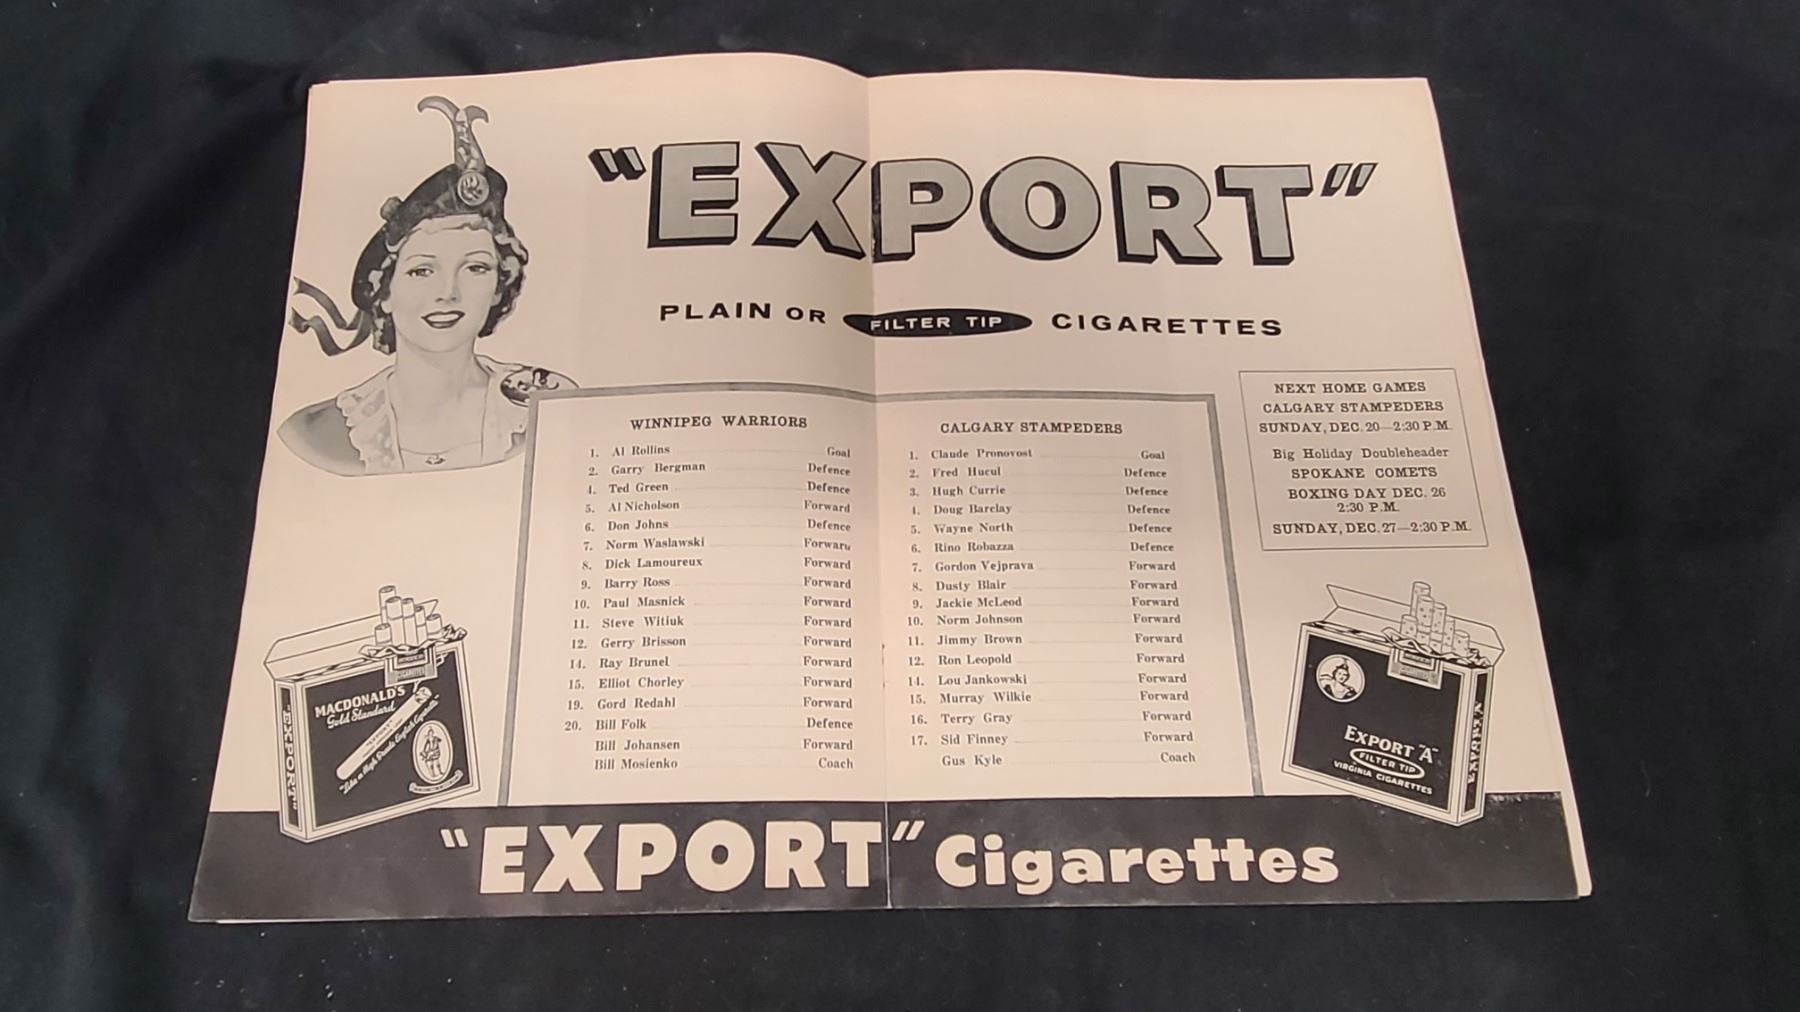 "EXPORT"
PLAIN OR FILTER TIP CIGARETTES
WINNIPEG WARRIORS
1. Al Rollins Goal
2. Garry Bergman Defence
4. Ted Green Defence
5. Al Nicholson Forward
6. Don Johns Defence
7. Norm Waslawski Forward
8. Dick Lamoureux Forward
9. Barry Ross Forward
10. Paul Masnick Forward
11. Steve Witiuk Forward
12. Gerry Brisson Forward
14. Ray Brunel Forward
15. Elliot Chorley Forward
19. Gord Redahl Forward
20. Bill Folk Defence
Bill Johansen Forward
Bill Mosienko Coach
CALGARY STAMPEDERS
1. Claude Pronovost Goal
2. Fred Hucul Defence
3. Hugh Currie Defence
4. Doug Barclay Defence
5. Wayne North Defence
6. Rino Robazza Defence
7. Gordon Vejprava Forward
8. Dusty Blair Forward
9. Jackie McLeod Forward
10. Norm Johnson Forward
11. Jimmy Brown Forward
12. Ron Leopold Forward
14. Lou Jankowski Forward
15. Murray Wilkie Forward
16. Terry Gray Forward
17. Sid Finney Forward
Gus Kyle Coach
NEXT HOME GAMES
CALGARY STAMPEDERS
SUNDAY, DEC. 20—2:30 P.M.
Big Holiday Doubleheader
SPOKANE COMETS
BOXING DAY DEC. 26
2:30 P.M.
SUNDAY, DEC. 27—2:30 P.M.
"EXPORT"
MACDONALD'S
Gold Standard
EXPORT "A"
FILTER TIP
VIRGINIA CIGARETTES
EXPORT "A"
"EXPORT" Cigarettes